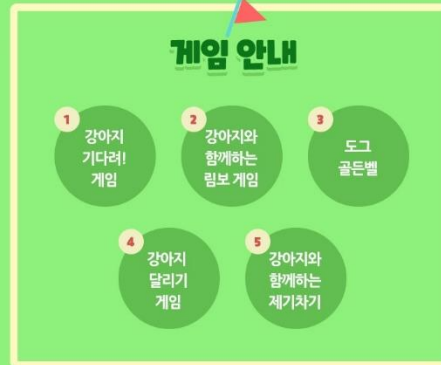 게임 안내
1
강아지
기다려!
게임
2
강아지와
함께하는
림보 게임
3
도그
골든벨
4
강아지
달리기
게임
5
강아지와
함께하는
제기차기